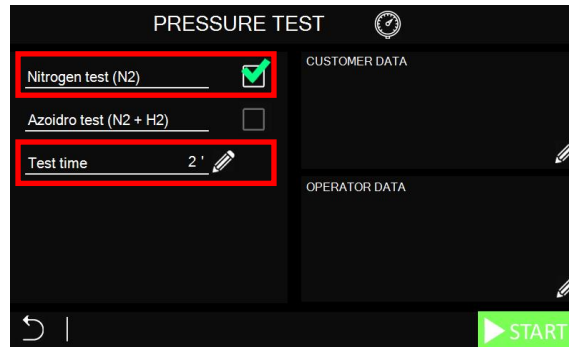 PRESSURE TEST
Nitrogen test (N2)
Azoidro test (N2 + H2)
Test time 2 '
CUSTOMER DATA
OPERATOR DATA
START